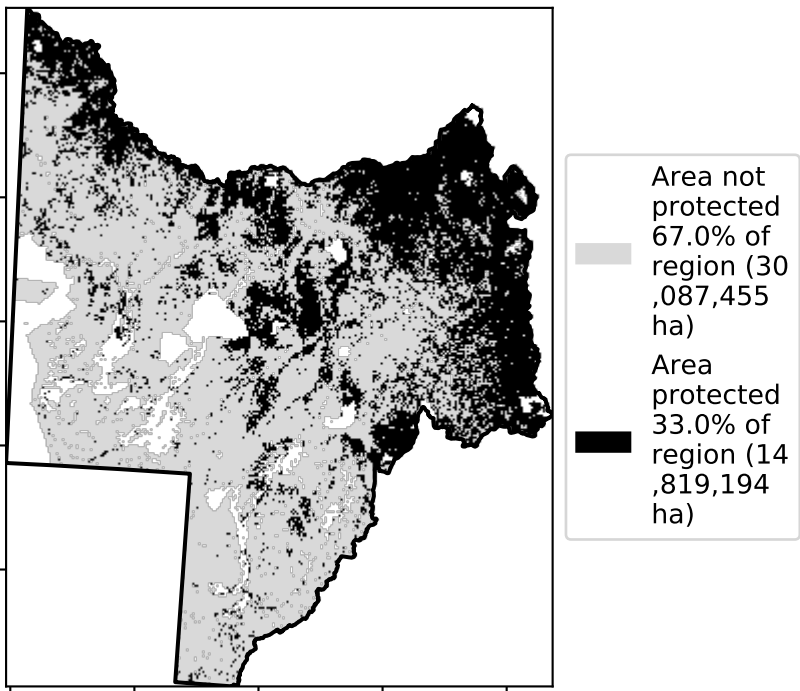 Area not
protected
67.0% of
region (30
,087,455
ha)
Area
protected
33.0% of
region (14
,819,194
ha)